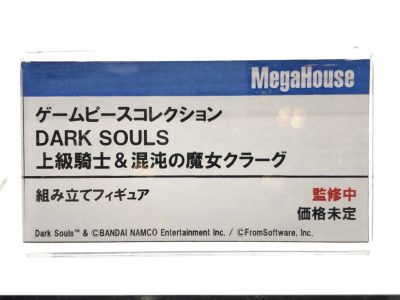 MegaHouse
ゲームピースコレクション
DARK SOULS
上級騎士＆混沌の魔女クラーグ
組み立てフィギュア
監修中
価格未定
Dark Souls™ & ©BANDAI NAMCO Entertainment Inc. / ©FromSoftware, Inc.